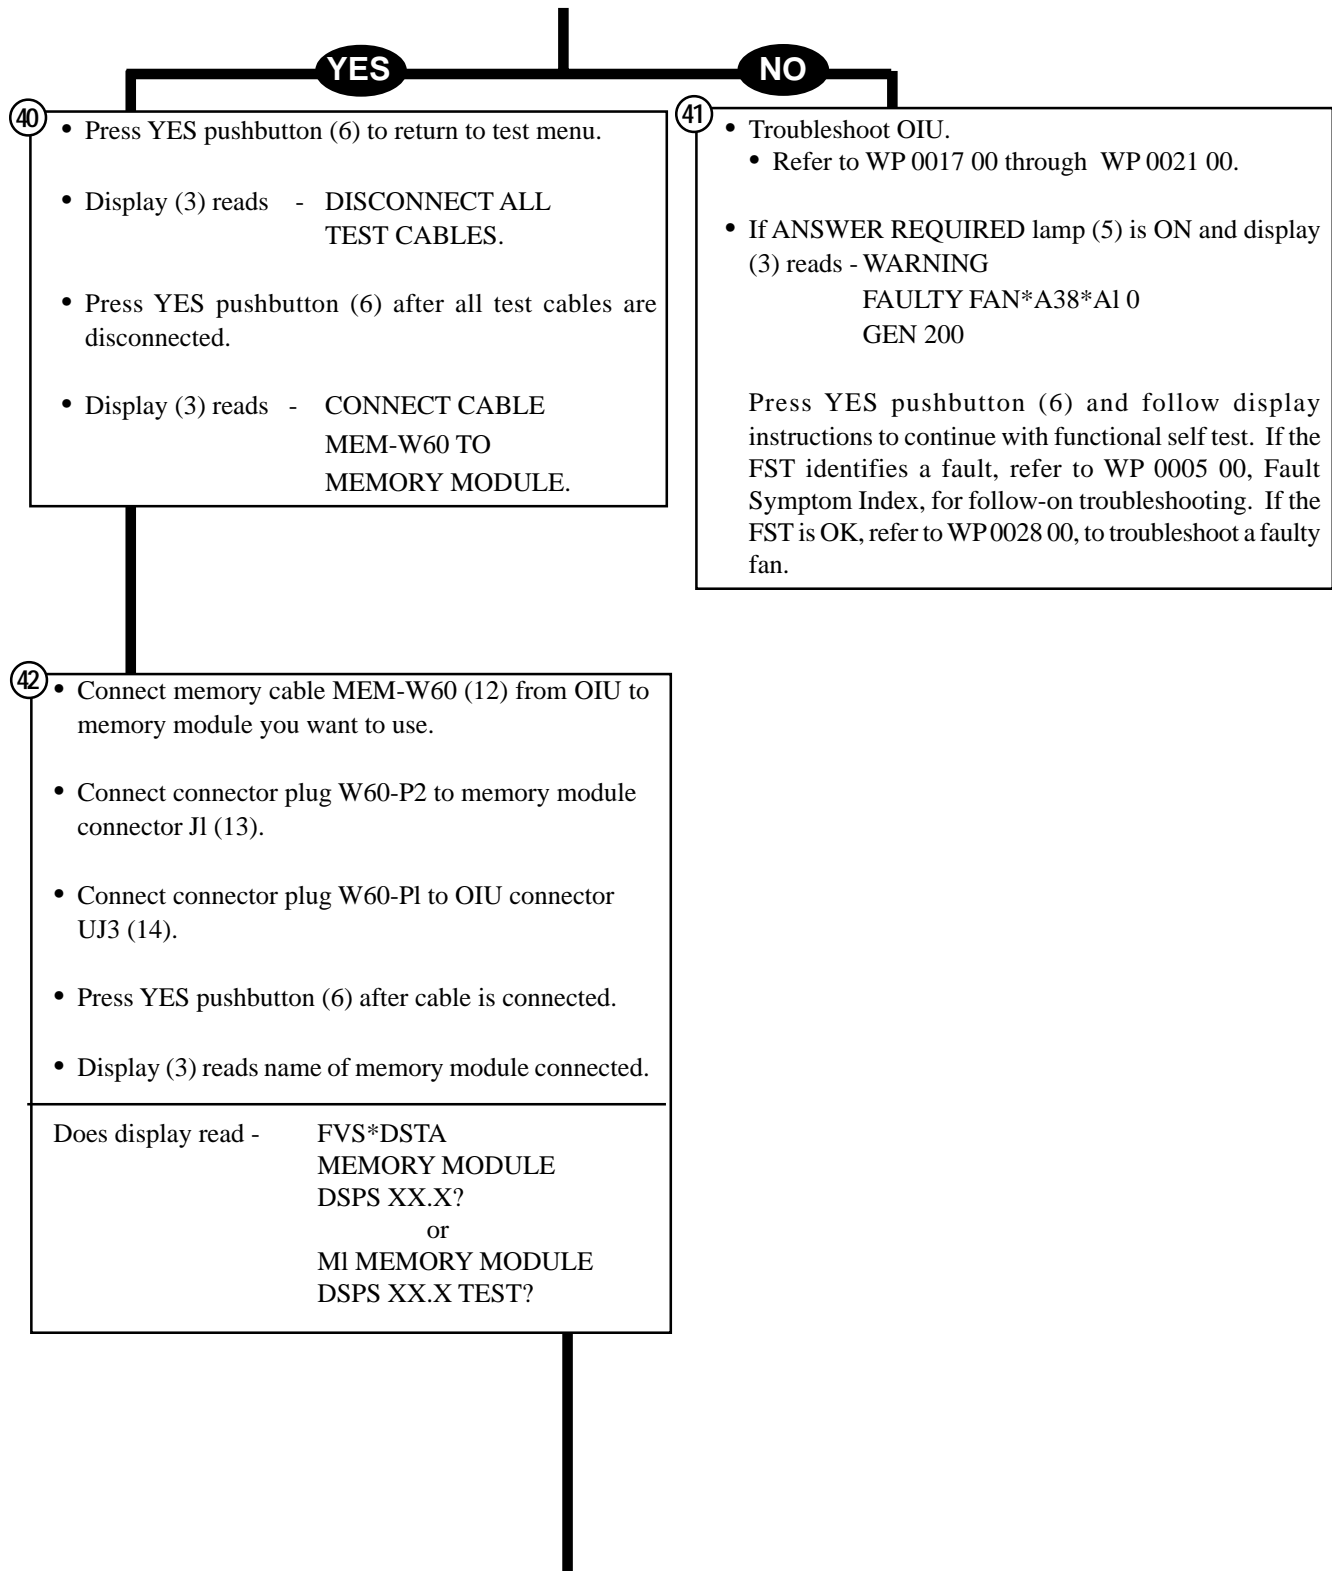 YES
NO
40
• Press YES pushbutton (6) to return to test menu.
• Display (3) reads - DISCONNECT ALL
TEST CABLES.
• Press YES pushbutton (6) after all test cables are
disconnected.
• Display (3) reads - CONNECT CABLE
MEM-W60 TO
MEMORY MODULE.
41
• Troubleshoot OIU.
• Refer to WP 0017 00 through WP 0021 00.
• If ANSWER REQUIRED lamp (5) is ON and display
(3) reads - WARNING
FAULTY FAN*A38*Al 0
GEN 200
Press YES pushbutton (6) and follow display
instructions to continue with functional self test. If the
FST identifies a fault, refer to WP 0005 00, Fault
Symptom Index, for follow-on troubleshooting. If the
FST is OK, refer to WP 0028 00, to troubleshoot a faulty
fan.
42
• Connect memory cable MEM-W60 (12) from OIU to
memory module you want to use.
• Connect connector plug W60-P2 to memory module
connector Jl (13).
• Connect connector plug W60-Pl to OIU connector
UJ3 (14).
• Press YES pushbutton (6) after cable is connected.
• Display (3) reads name of memory module connected.
Does display read - FVS*DSTA
MEMORY MODULE
DSPS XX.X?
or
Ml MEMORY MODULE
DSPS XX.X TEST?